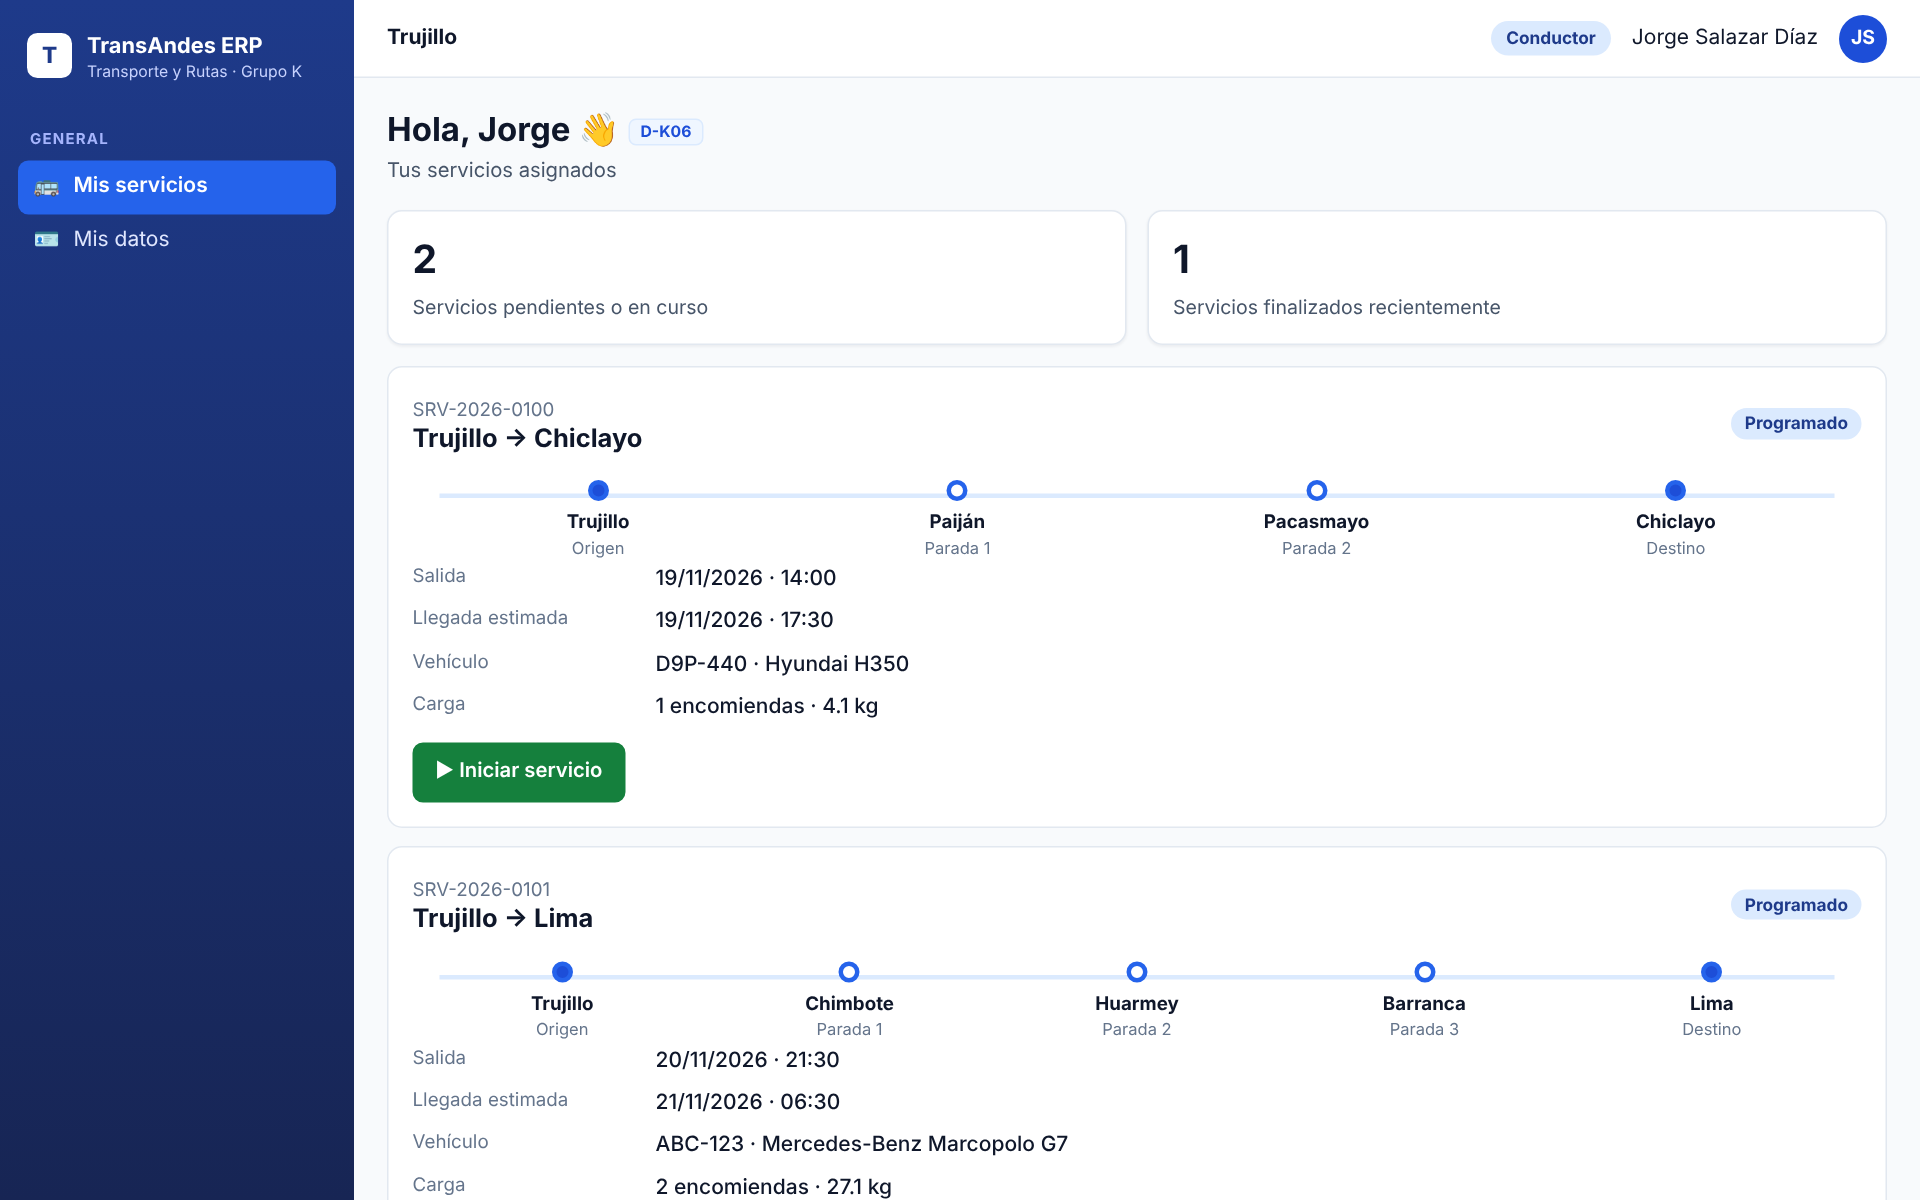 T
TransAndes ERP
Transporte y Rutas · Grupo K
GENERAL
Mis servicios
Mis datos
Trujillo
Conductor
Jorge Salazar Díaz
JS
Hola, Jorge 👋
D-K06
Tus servicios asignados
2
Servicios pendientes o en curso
1
Servicios finalizados recientemente
SRV-2026-0100
Trujillo → Chiclayo
Programado
Trujillo
Origen
Paiján
Parada 1
Pacasmayo
Parada 2
Chiclayo
Destino
Salida
19/11/2026 · 14:00
Llegada estimada
19/11/2026 · 17:30
Vehículo
D9P-440 · Hyundai H350
Carga
1 encomiendas · 4.1 kg
▶ Iniciar servicio
SRV-2026-0101
Trujillo → Lima
Programado
Trujillo
Origen
Chimbote
Parada 1
Huarmey
Parada 2
Barranca
Parada 3
Lima
Destino
Salida
20/11/2026 · 21:30
Llegada estimada
21/11/2026 · 06:30
Vehículo
ABC-123 · Mercedes-Benz Marcopolo G7
Carga
2 encomiendas · 27.1 kg